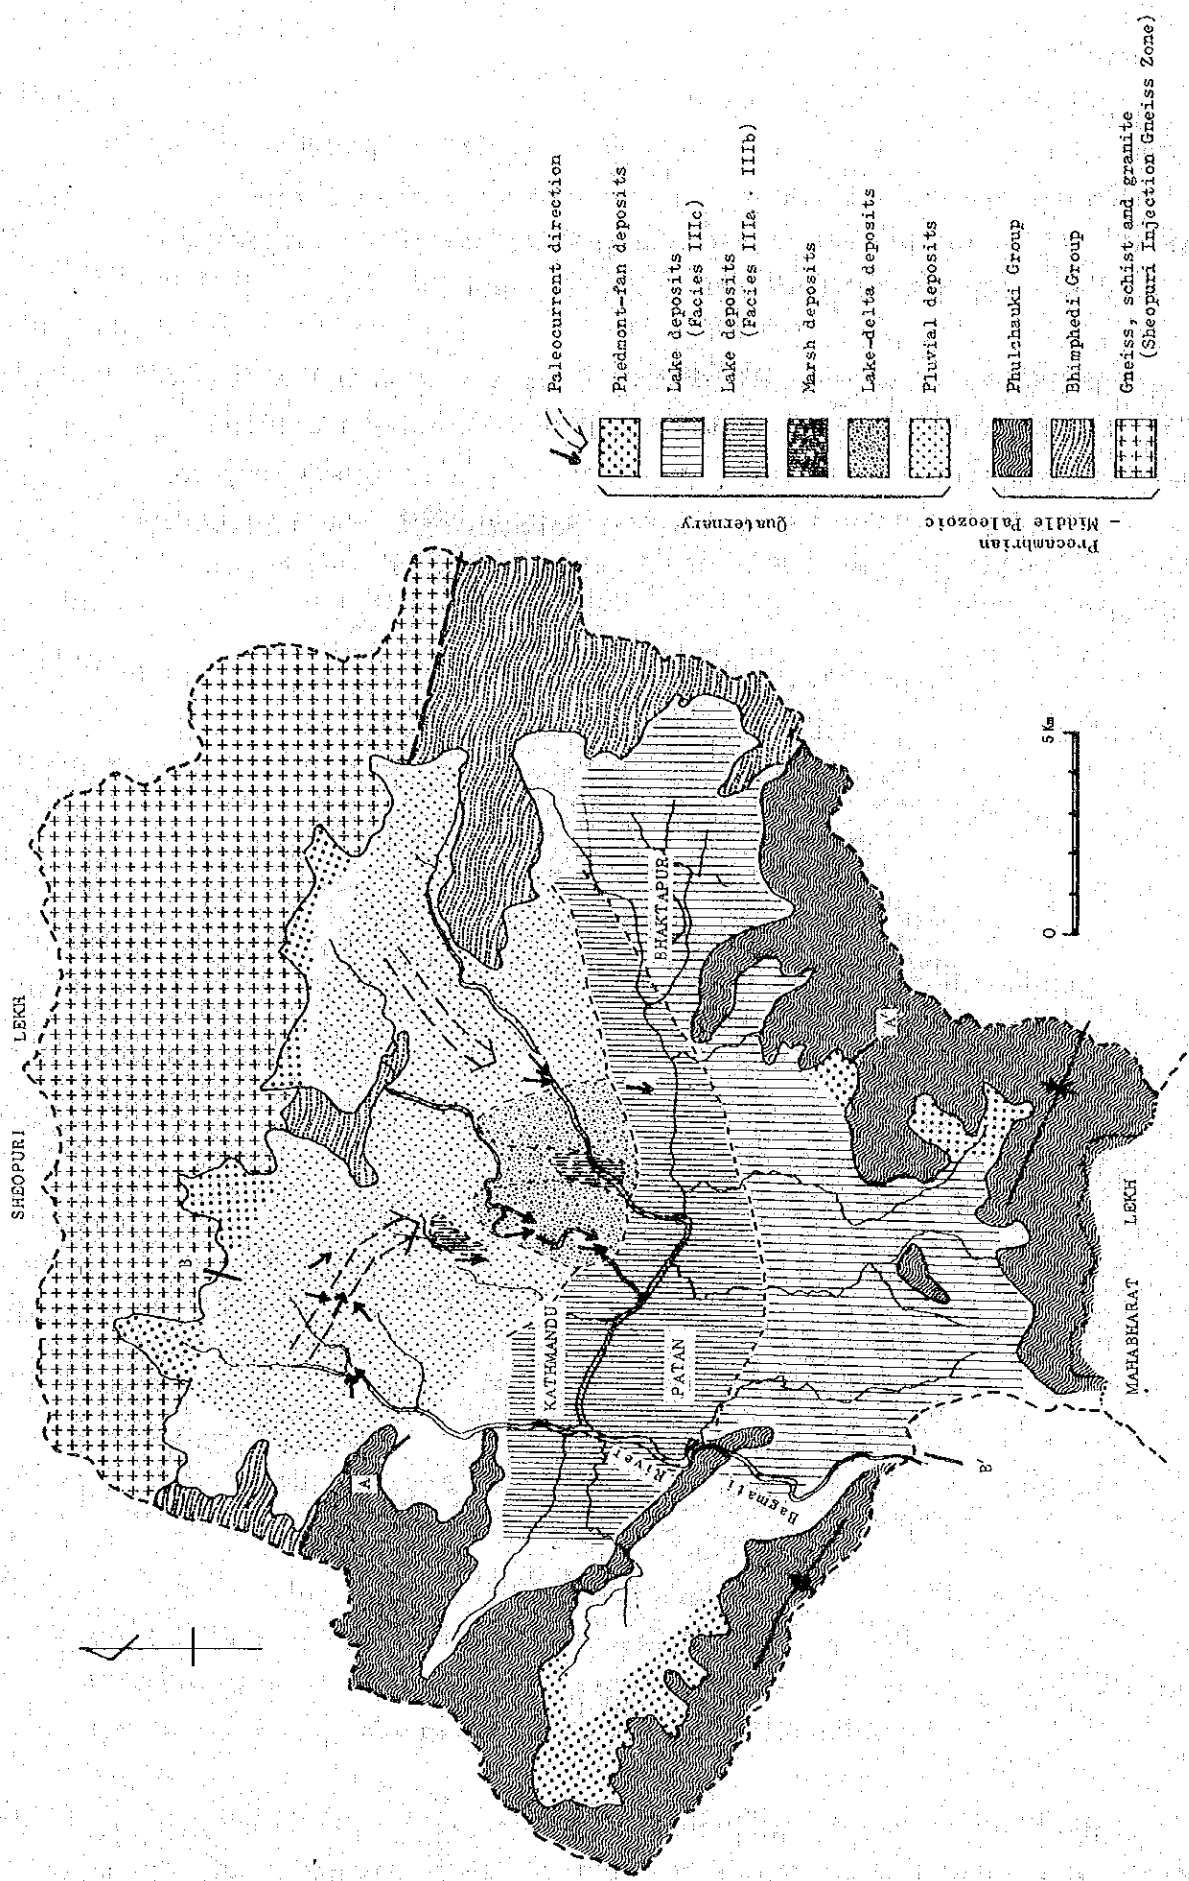 SHEOPURI LEKH
B
A
KATHMANDU
PATAN
BHAKTAPUR
River
Bagmati
B'
A'
MAHABHARAT LEKH
0 5 Km
Paleocurrent direction
Piedmont-fan deposits
Lake deposits
(Facies IIIc)
Lake deposits
(Facies IIIa · IIIb)
Marsh deposits
Lake-delta deposits
Fluvial deposits
Quaternary
Phulchauki Group
Bhimphedi Group
Gneiss, schist and granite
(Sheopuri Injection Gneiss Zone)
Precambrian
- Middle Paleozoic